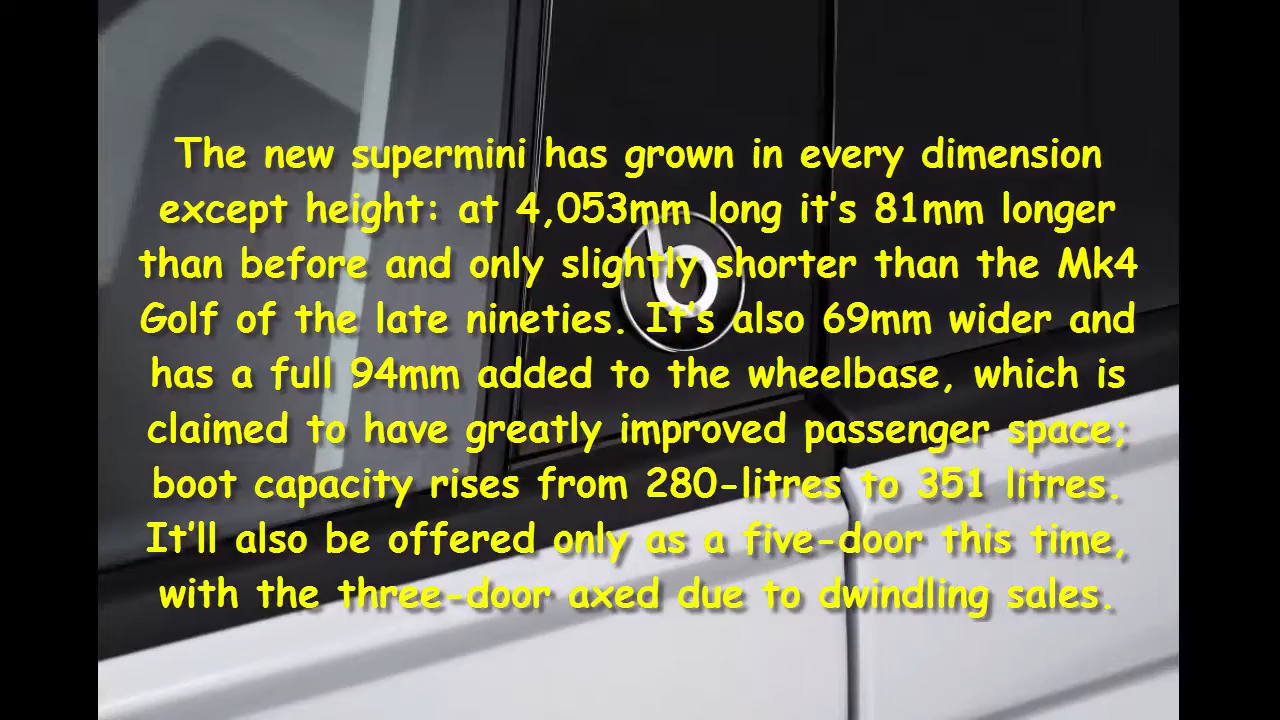 The new supermini has grown in every dimension
except height: at 4,053mm long it's 81mm longer
than before and only slightly shorter than the Mk4
Golf of the late nineties. It's also 69mm wider and
has a full 94mm added to the wheelbase, which is
claimed to have greatly improved passenger space;
boot capacity rises from 280-litres to 351 litres.
It'll also be offered only as a five-door this time,
with the three-door axed due to dwindling sales.
b